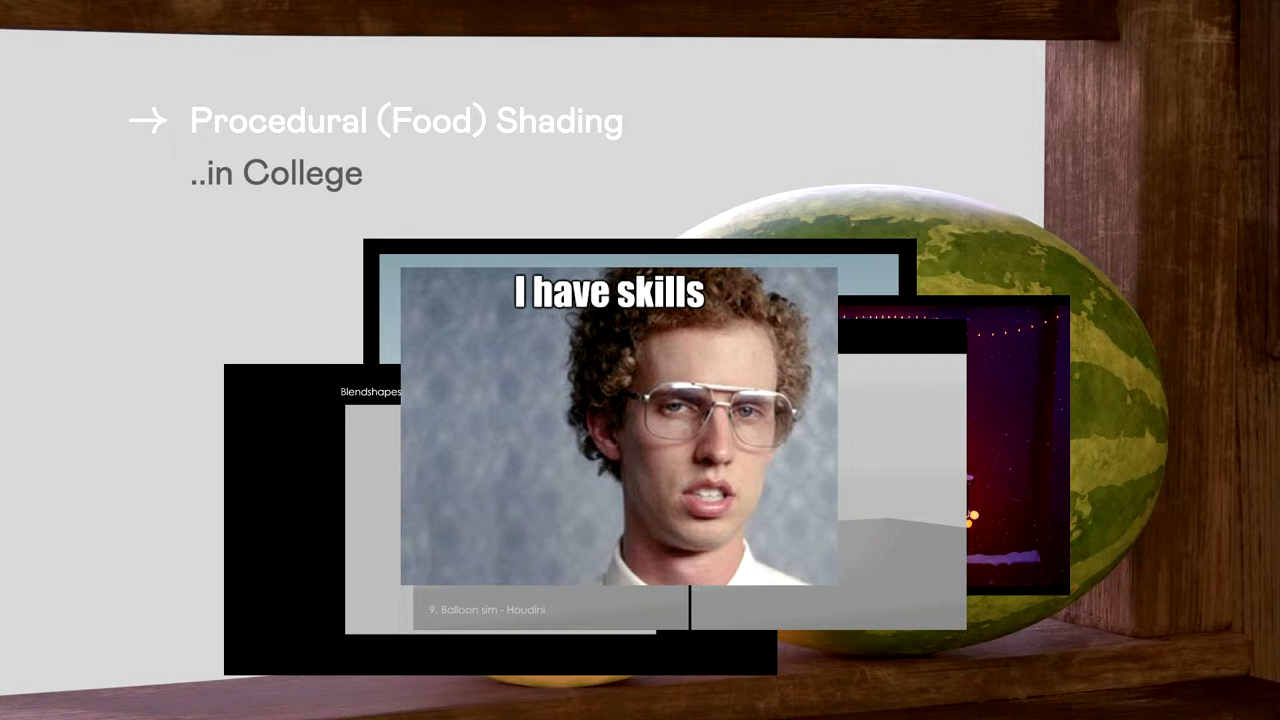 → Procedural (Food) Shading
..in College
I have skills
Blendshapes
9. Balloon sim - Houdini